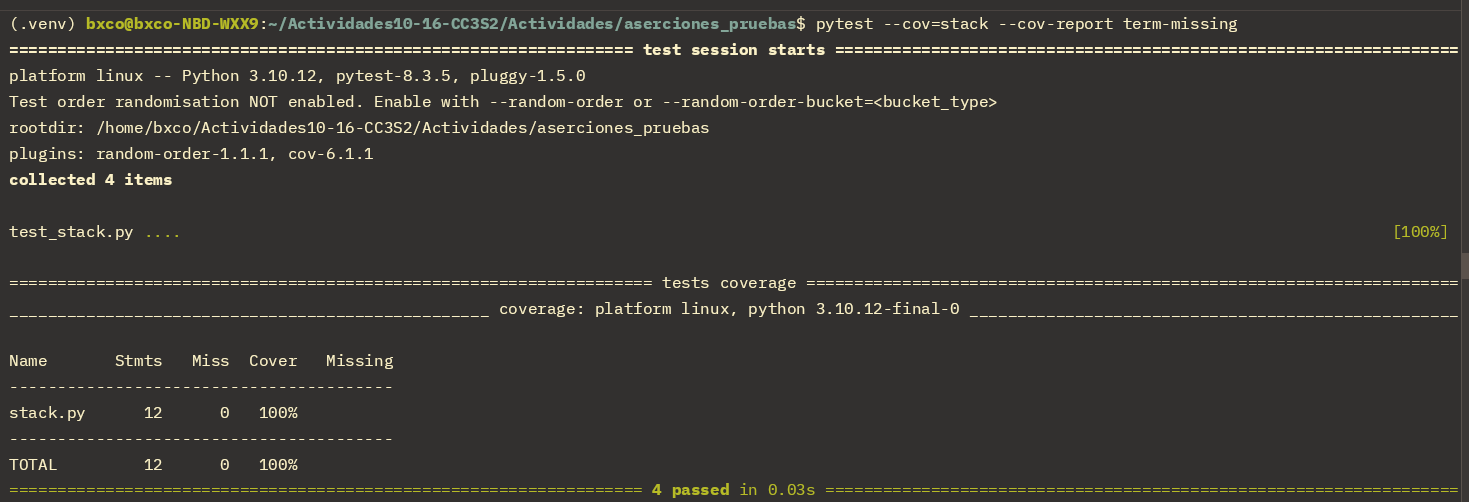 (.venv) bxco@bxco-NBD-WXX9:~/Actividades10-16-CC3S2/Actividades/aserciones_pruebas$ pytest --cov=stack --cov-report term-missing
================================================================= test session starts =================================================================
platform linux -- Python 3.10.12, pytest-8.3.5, pluggy-1.5.0
Test order randomisation NOT enabled. Enable with --random-order or --random-order-bucket=<bucket_type>
rootdir: /home/bxco/Actividades10-16-CC3S2/Actividades/aserciones_pruebas
plugins: random-order-1.1.1, cov-6.1.1
collected 4 items
test_stack.py .... [100%]
=================================================================== tests coverage ====================================================================
__________________________________________________ coverage: platform linux, python 3.10.12-final-0 ___________________________________________________
Name       Stmts   Miss  Cover   Missing
----------------------------------------
stack.py      12      0   100%
----------------------------------------
TOTAL         12      0   100%
================================================================== 4 passed in 0.03s ==================================================================